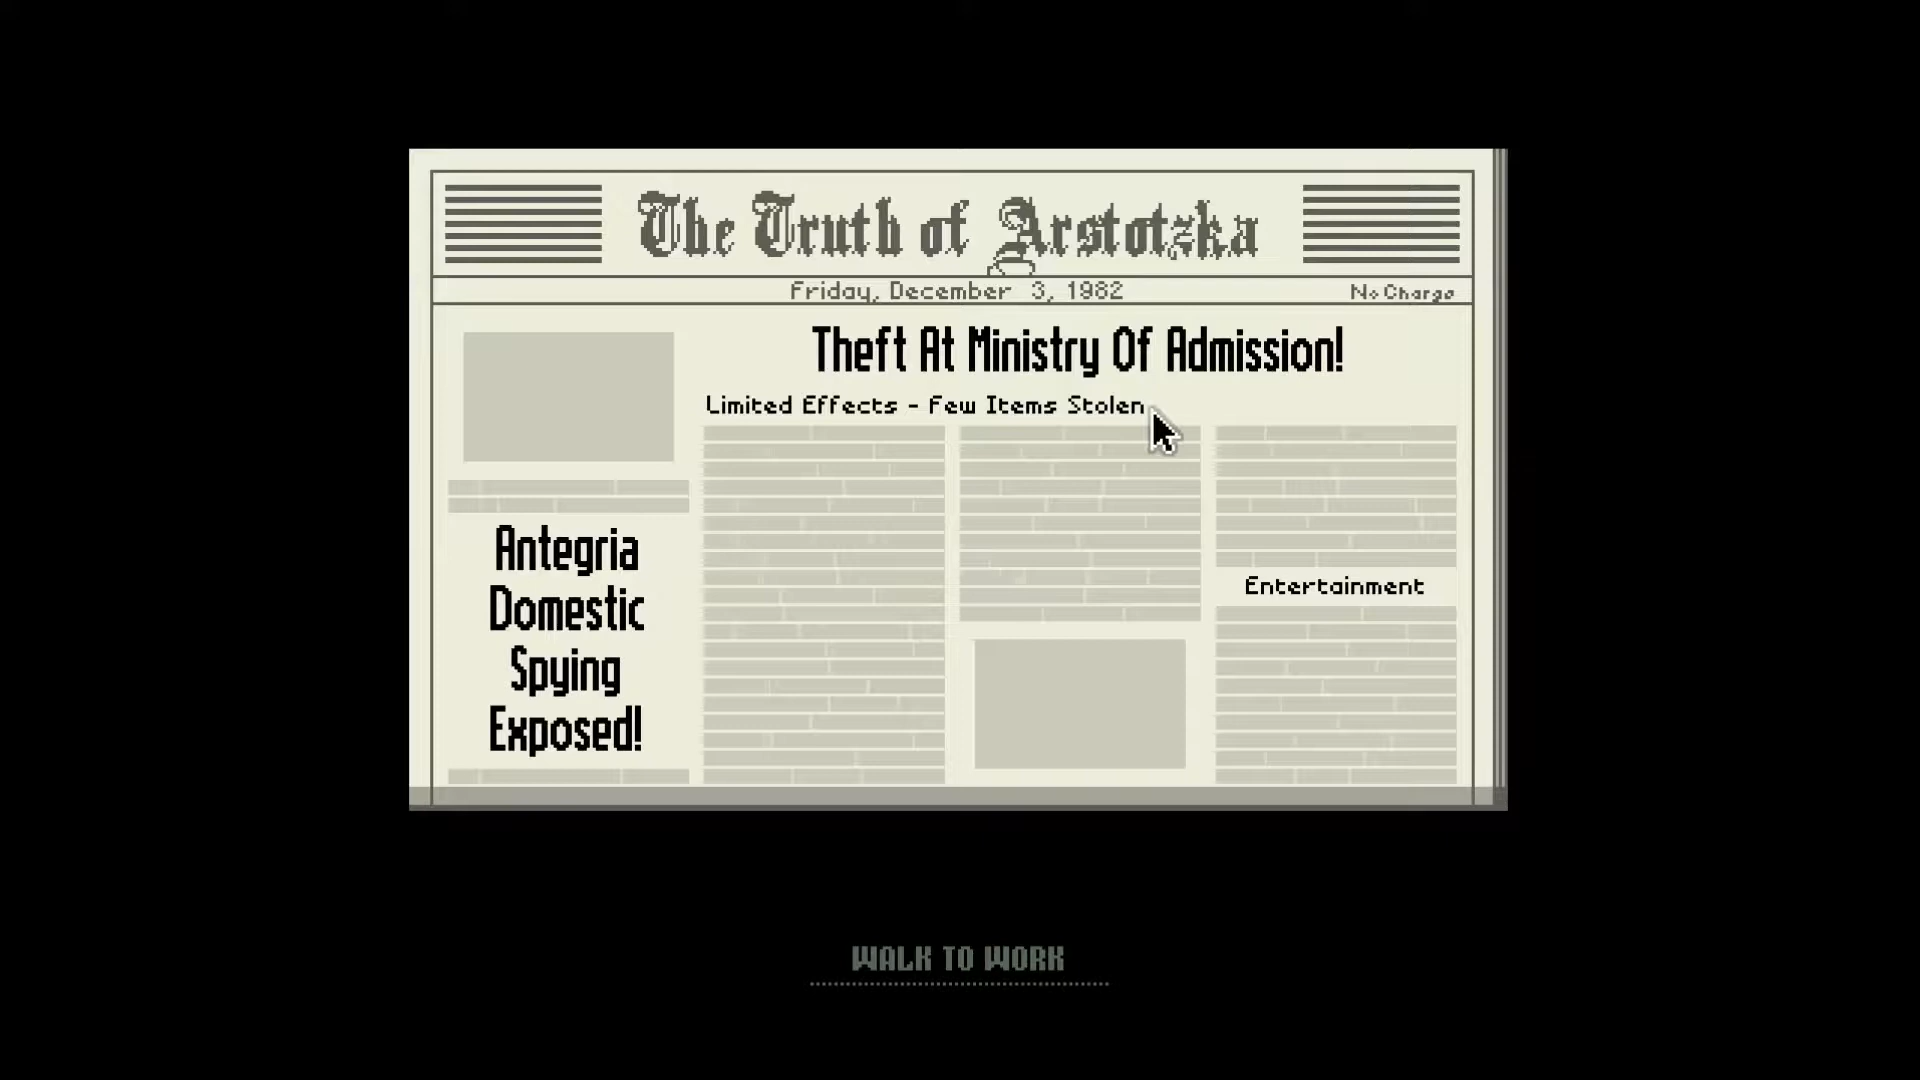 The Truth of Arstotzka
Friday, December 3, 1982
No Charge
Theft At Ministry Of Admission!
Limited Effects - Few Items Stolen
Antegria
Domestic
Spying
Exposed!
Entertainment
WALK TO WORK